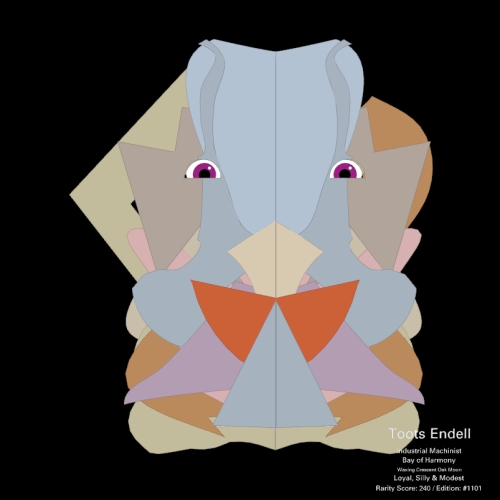 Toots Endell
Industrial Machinist
Bay of Harmony
Waxing Crescent Oak Moon
Loyal, Silly & Modest
Rarity Score: 240 / Edition: #1101